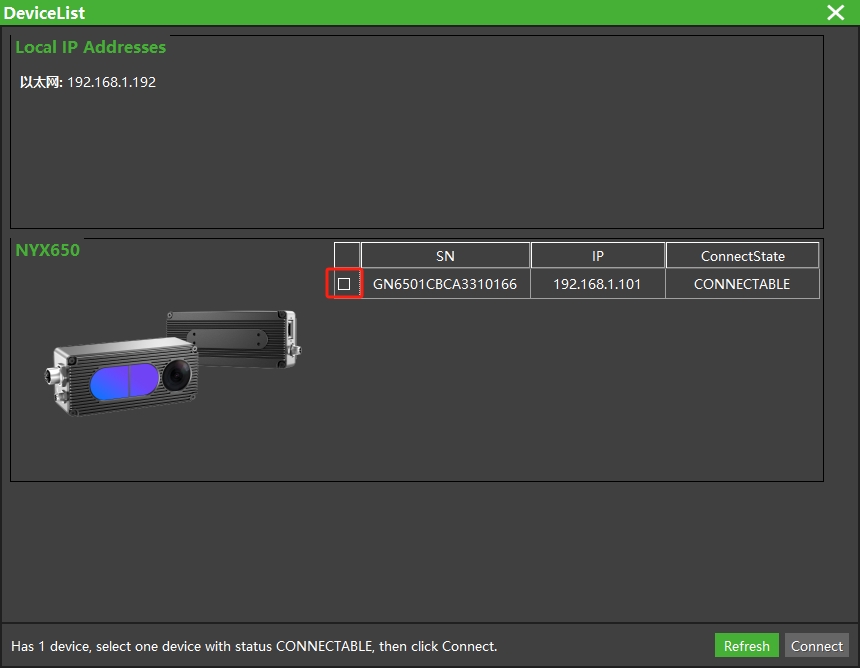 DeviceList
Local IP Addresses
以太网: 192.168.1.192
NYX650
SN IP ConnectState
GN6501CBCA3310166 192.168.1.101 CONNECTABLE
Has 1 device, select one device with status CONNECTABLE, then click Connect. Refresh Connect